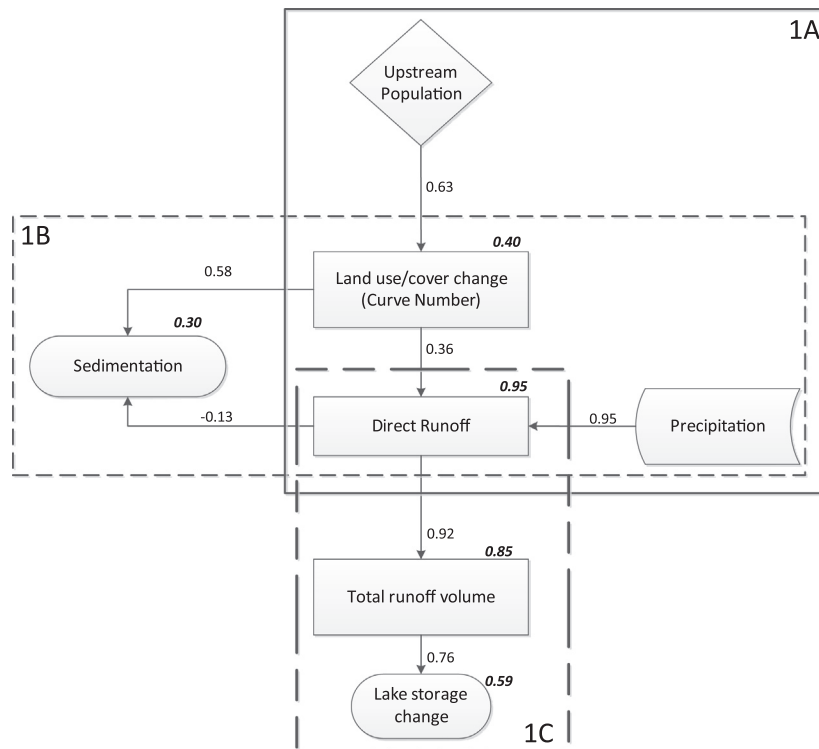 1A
Upstream
Population
0.63
1B
0.40
Land use/cover change
(Curve Number)
0.58
0.30
Sedimentation
0.36
0.95
Direct Runoff
-0.13
0.95
Precipitation
0.92
0.85
Total runoff volume
0.76
0.59
Lake storage
change
1C